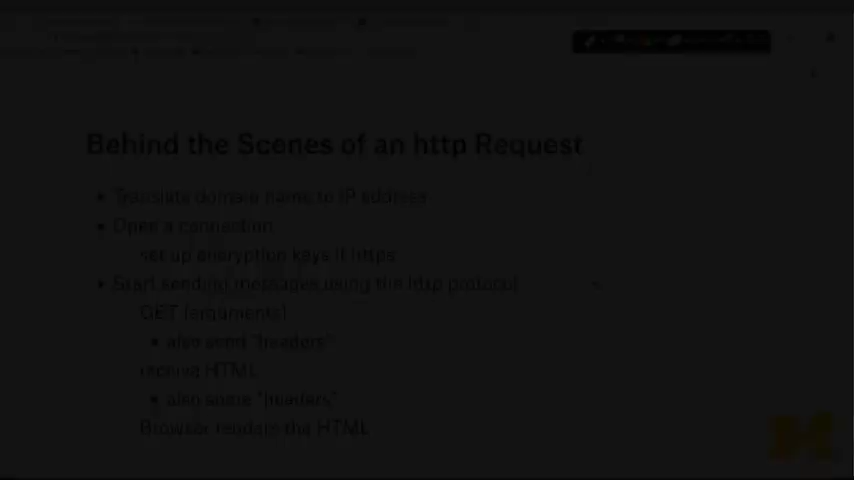 Behind the Scenes of an http Request
Translate domain name to IP address
Open a connection
set up encryption keys if https
Start sending messages using the http protocol
GET [arguments]
also send "headers"
receive HTML
also some "headers"
Browser renders the HTML